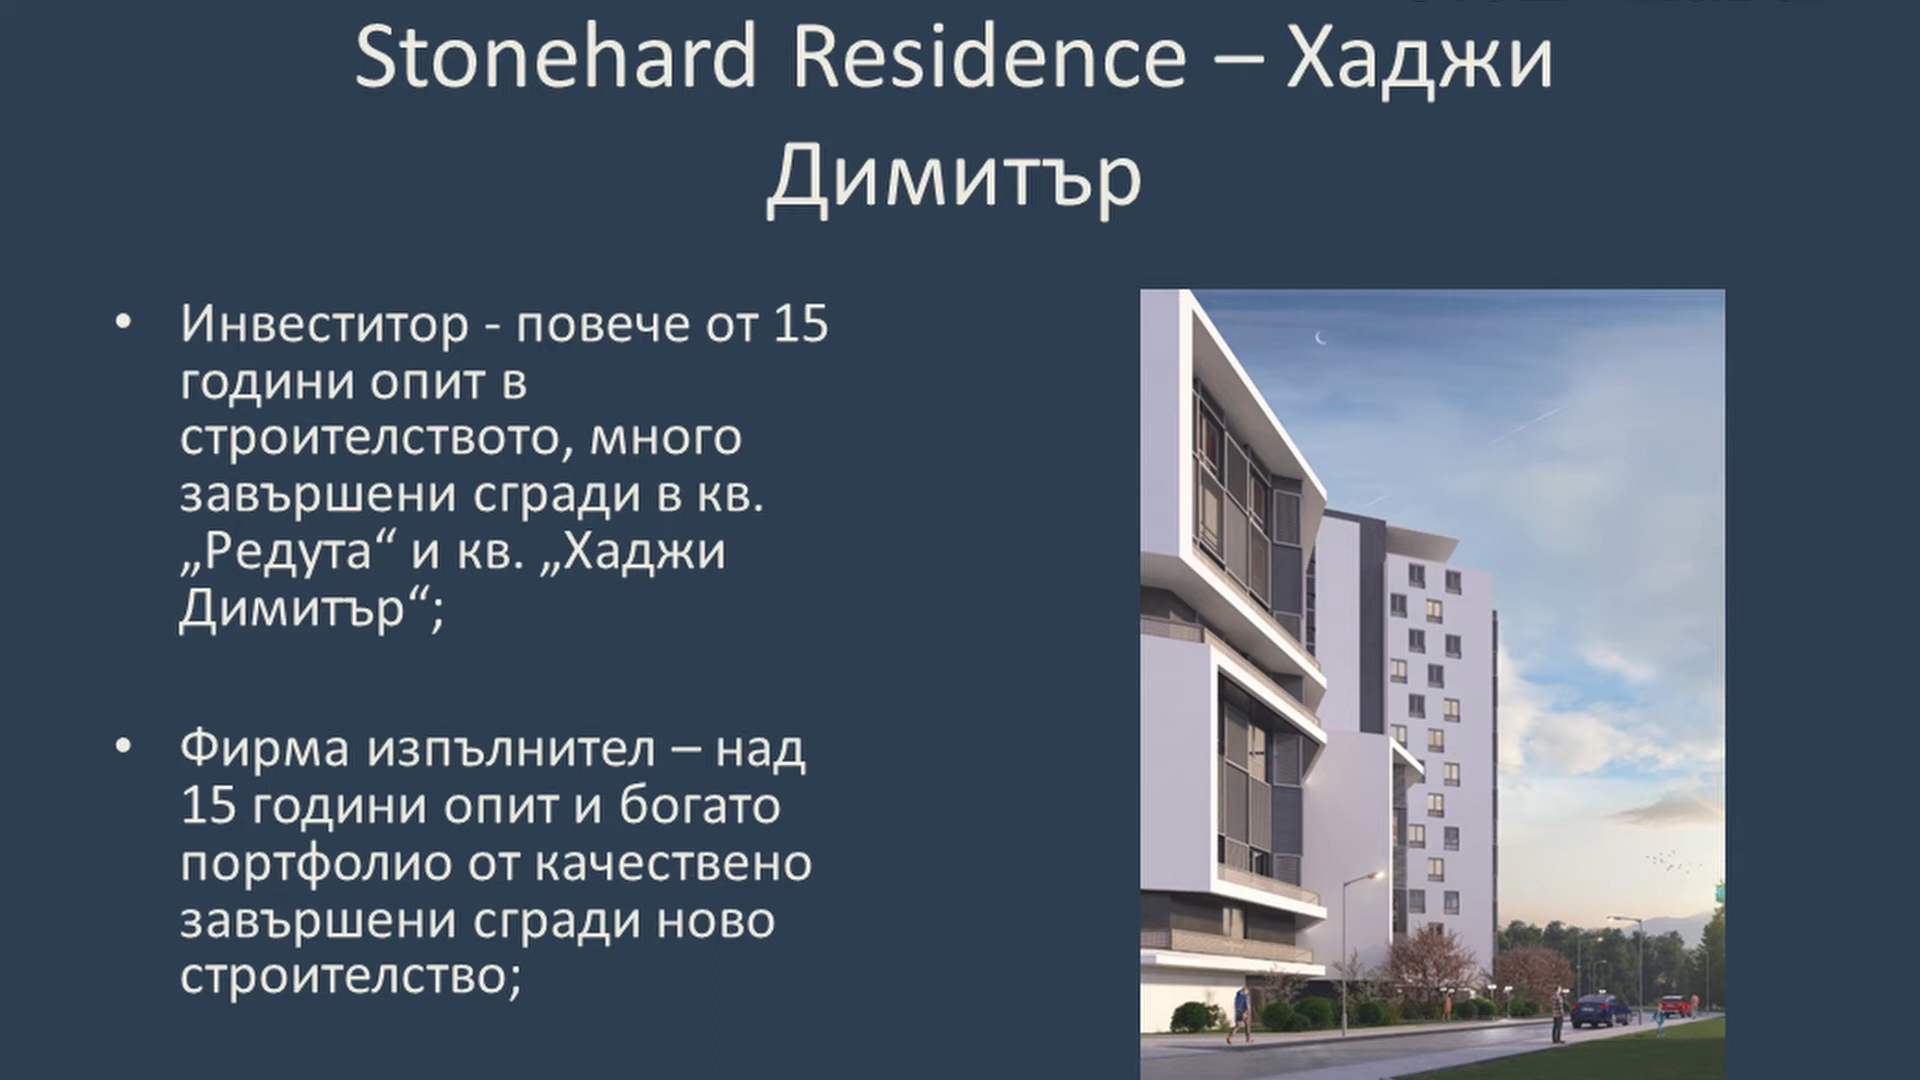 Stonehard Residence – Хаджи
Димитър
• Инвеститор - повече от 15
години опит в
строителството, много
завършени сгради в кв.
„Редута“ и кв. „Хаджи
Димитър“;
• Фирма изпълнител – над
15 години опит и богато
портфолио от качествено
завършени сгради ново
строителство;